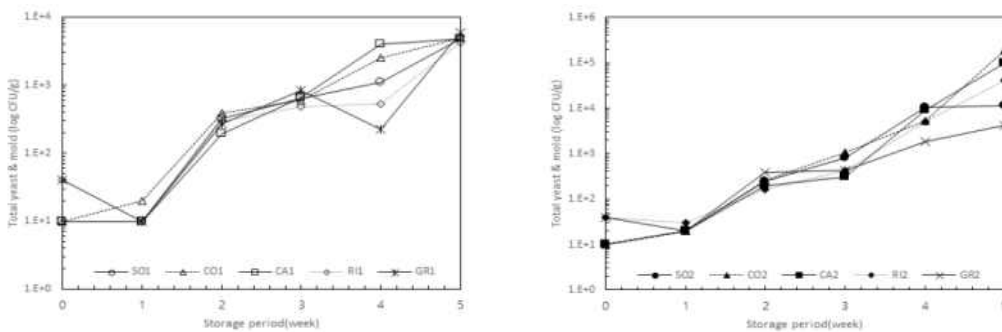 1.E+4
1.E+3
1.E+2
1.E+1
1.E+0
Total yeast & mold (log CFU/g)
0 1 2 3 4 5
Storage period(week)
SO1 CO1 CA1 RI1 GR1
1.E+6
1.E+5
1.E+4
1.E+3
1.E+2
1.E+1
1.E+0
Total yeast & mold (log CFU/g)
0 1 2 3 4
Storage period(week)
SO2 CO2 CA2 RI2 GR2